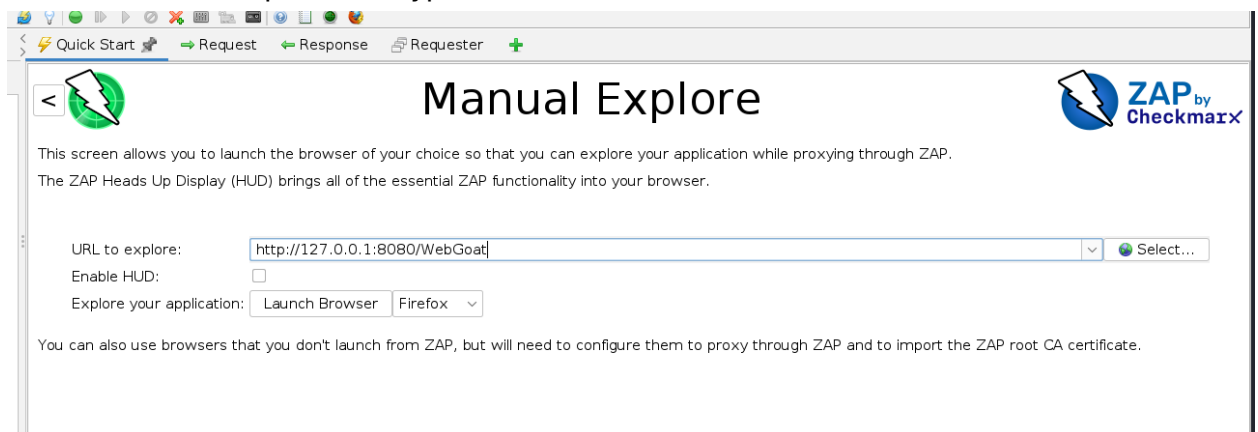 Quick Start Request Response Requester
< Manual Explore ZAP by Checkmarx
This screen allows you to launch the browser of your choice so that you can explore your application while proxying through ZAP.
The ZAP Heads Up Display (HUD) brings all of the essential ZAP functionality into your browser.
URL to explore: http://127.0.0.1:8080/WebGoat Select...
Enable HUD:
Explore your application: Launch Browser Firefox
You can also use browsers that you don't launch from ZAP, but will need to configure them to proxy through ZAP and to import the ZAP root CA certificate.